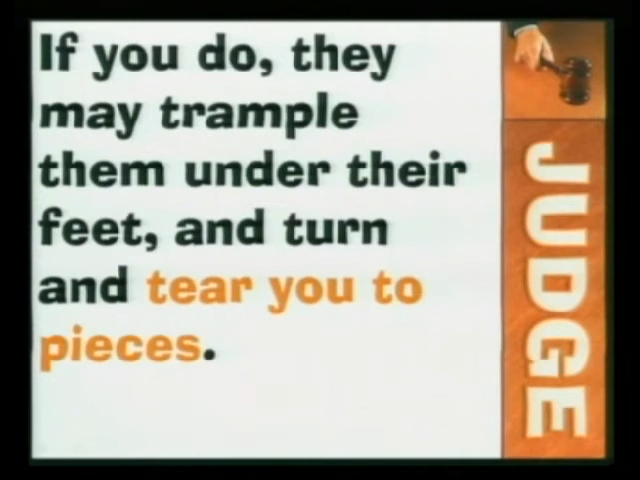 If you do, they
may trample
them under their
feet, and turn
and tear you to
pieces.
JUDGE